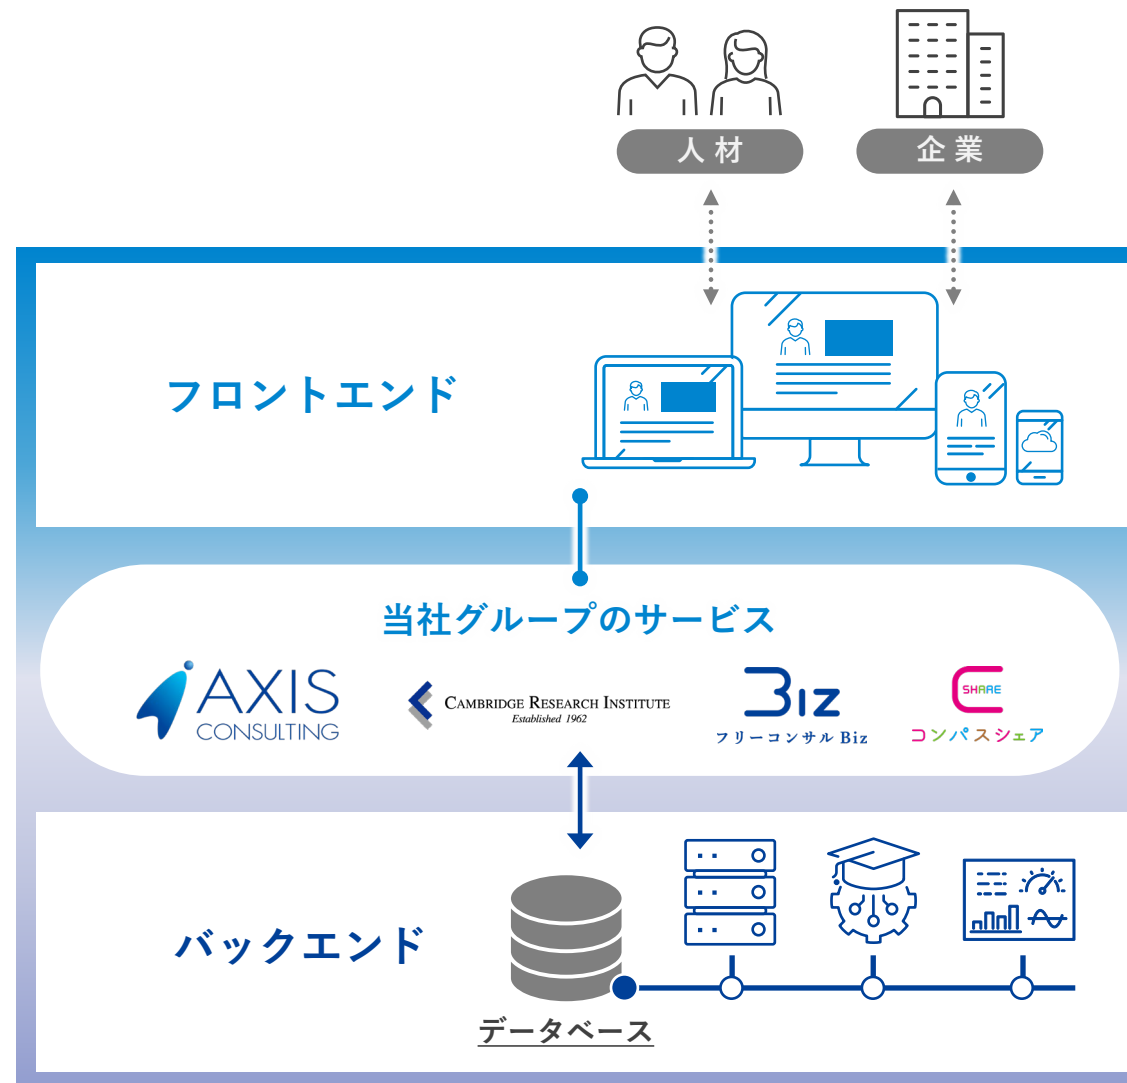 人材
企業
フロントエンド
当社グループのサービス
AXIS
CONSULTING
CAMBRIDGE RESEARCH INSTITUTE
Established 1962
Biz
フリーコンサル Biz
SHARE
コンパスシェア
バックエンド
データベース